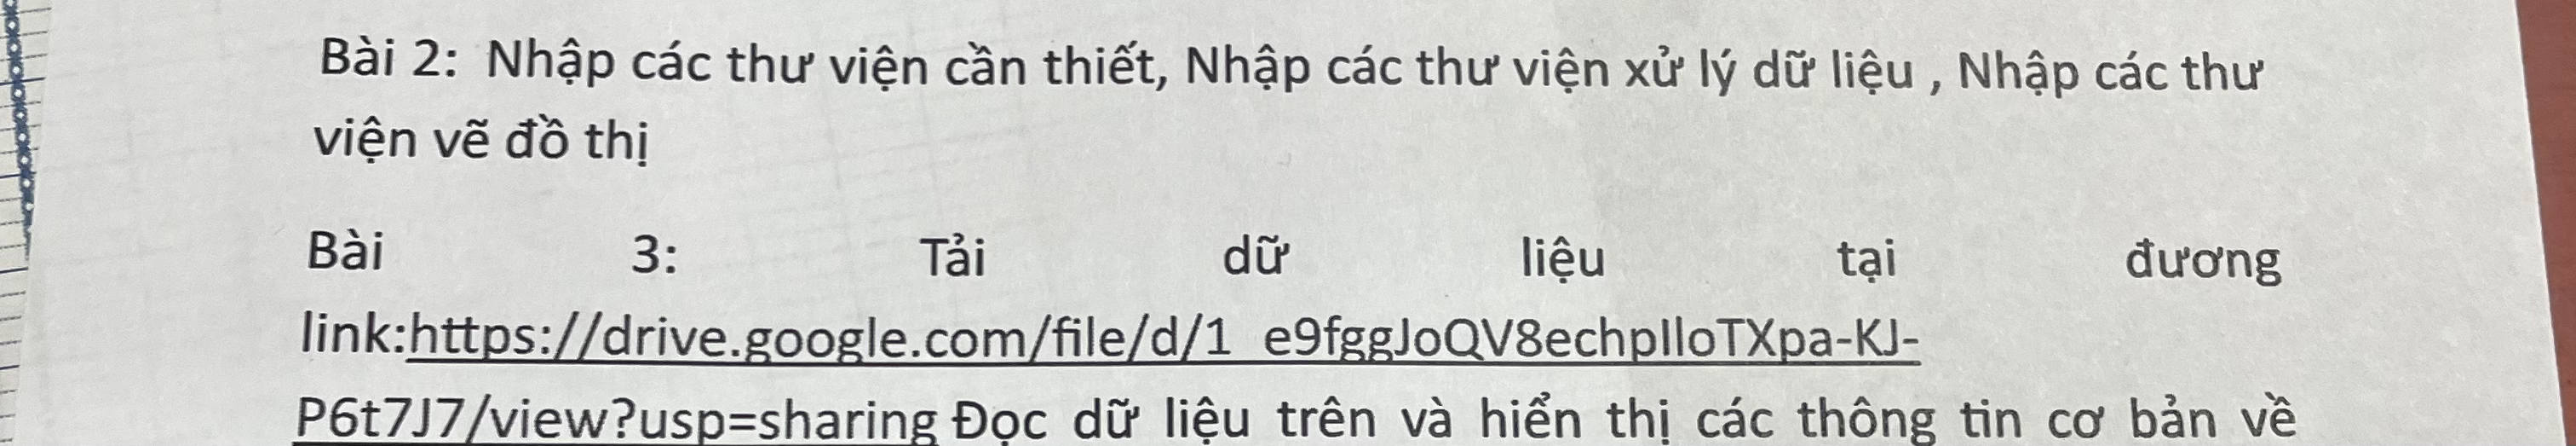 Bài 2: Nhập các thư viện cần thiết, Nhập các thư viện xử lý dữ liệu , Nhập các thư
viện vẽ đồ thị
Bài 3: Tải dữ liệu tại đương
link:https://drive.google.com/file/d/1_e9fggJoQV8echpIloTXpa-KJ-
P6t7J7/view?usp=sharing Đọc dữ liệu trên và hiển thị các thông tin cơ bản về